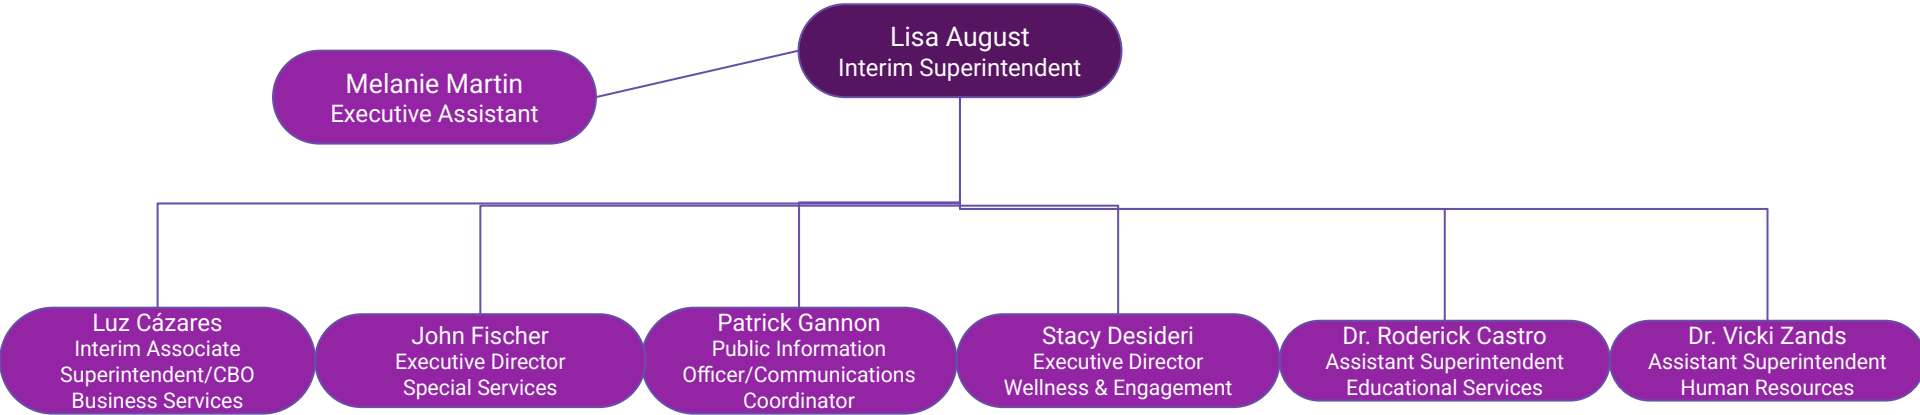 Lisa August
Interim Superintendent
Melanie Martin
Executive Assistant
Luz Cázares
Interim Associate
Superintendent/CBO
Business Services
John Fischer
Executive Director
Special Services
Patrick Gannon
Public Information
Officer/Communications
Coordinator
Stacy Desideri
Executive Director
Wellness & Engagement
Dr. Roderick Castro
Assistant Superintendent
Educational Services
Dr. Vicki Zands
Assistant Superintendent
Human Resources